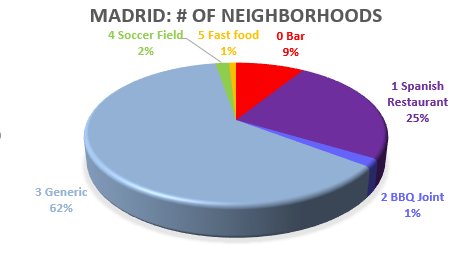 MADRID: # OF NEIGHBORHOODS
4 Soccer Field
2%
5 Fast food
1%
0 Bar
9%
1 Spanish
Restaurant
25%
2 BBQ Joint
1%
3 Generic
62%